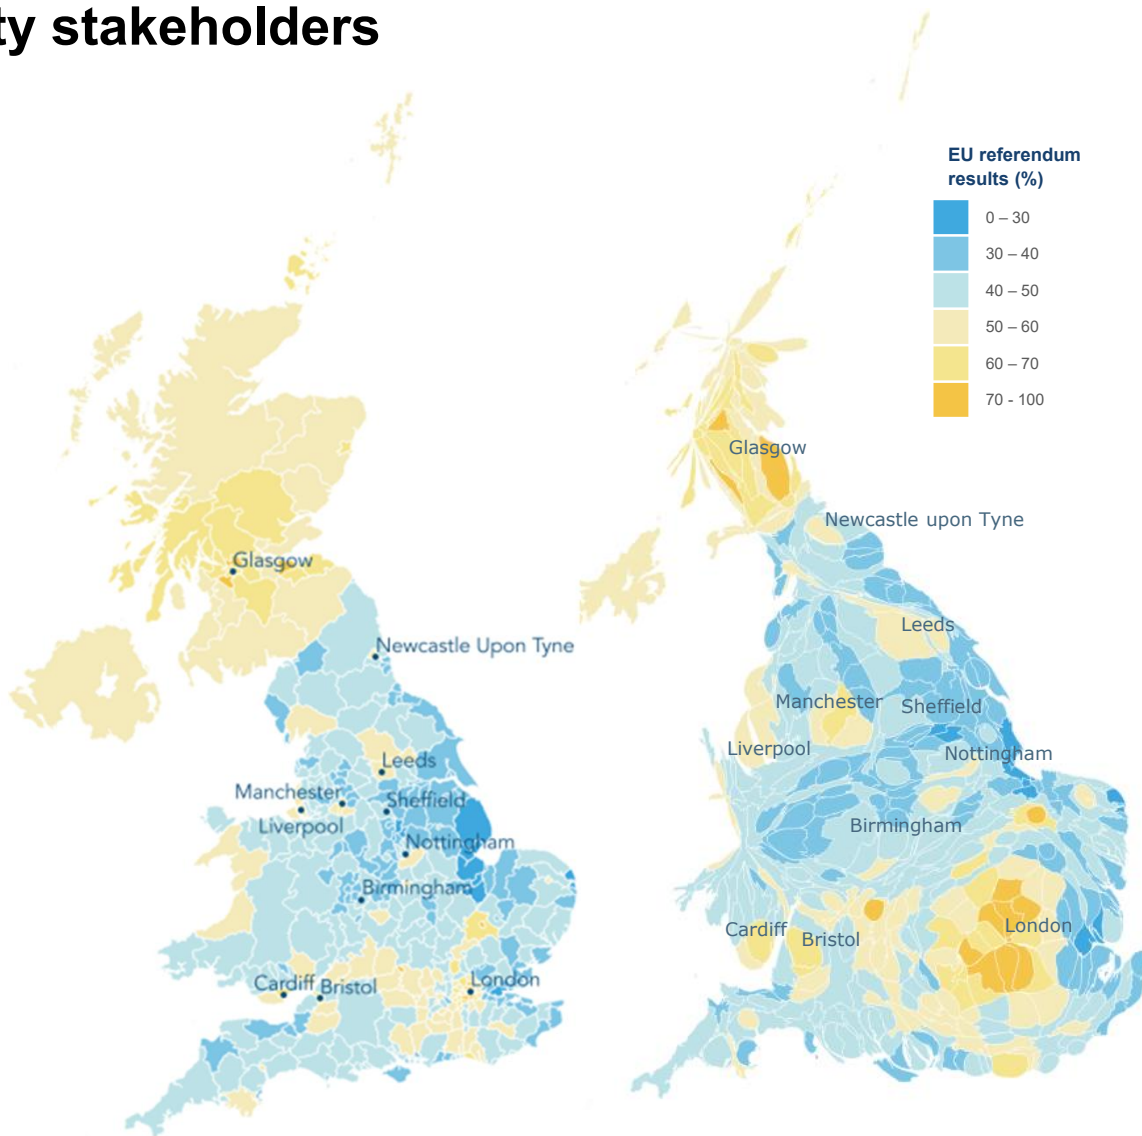 ty stakeholders
EU referendum
results (%)
0 – 30
30 – 40
40 – 50
50 – 60
60 – 70
70 - 100
Glasgow
Newcastle Upon Tyne
Leeds
Manchester
Sheffield
Liverpool
Nottingham
Birmingham
Cardiff
Bristol
London
Glasgow
Newcastle upon Tyne
Leeds
Manchester
Sheffield
Liverpool
Nottingham
Birmingham
Cardiff
Bristol
London